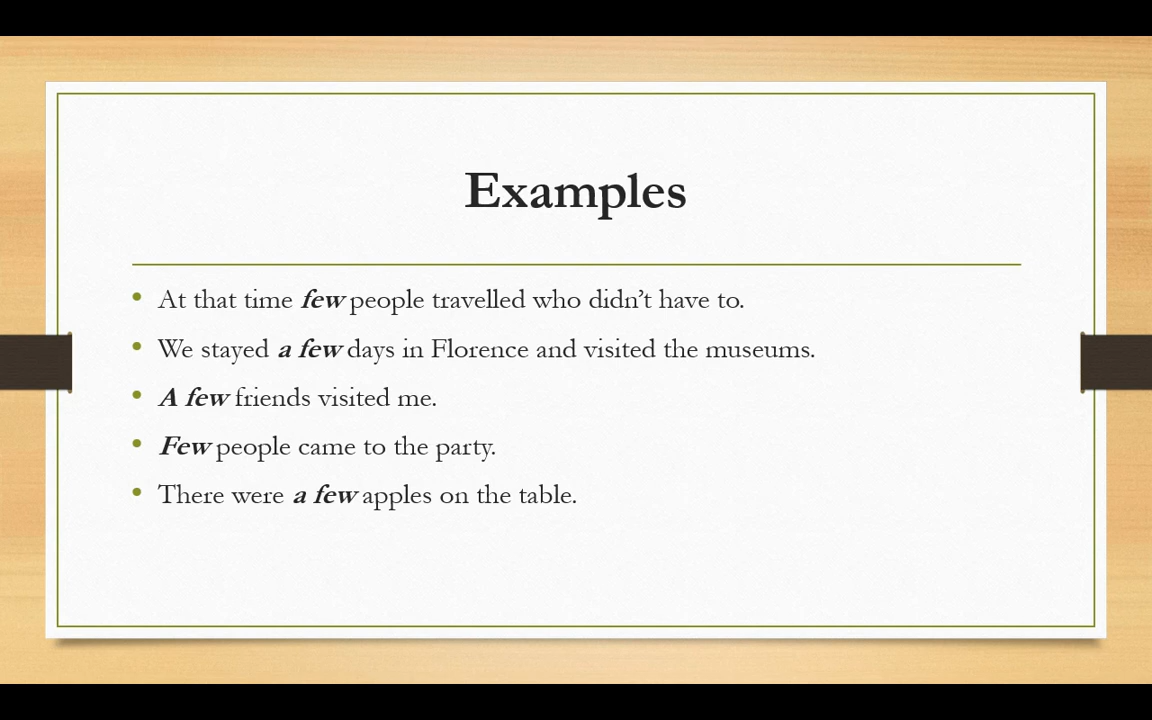 Examples
• At that time few people travelled who didn’t have to.
• We stayed a few days in Florence and visited the museums.
• A few friends visited me.
• Few people came to the party.
• There were a few apples on the table.